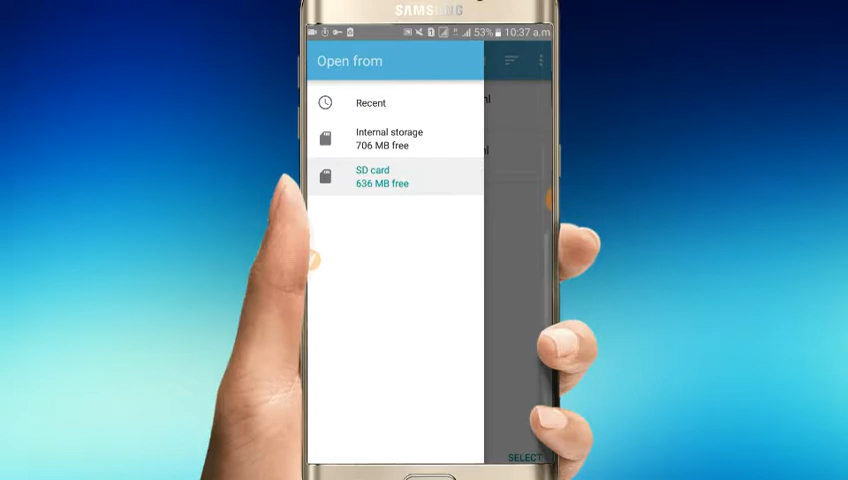 SAMSUNG
53% 10:37 a.m
Open from
Recent
Internal storage
706 MB free
SD card
636 MB free
SELECT